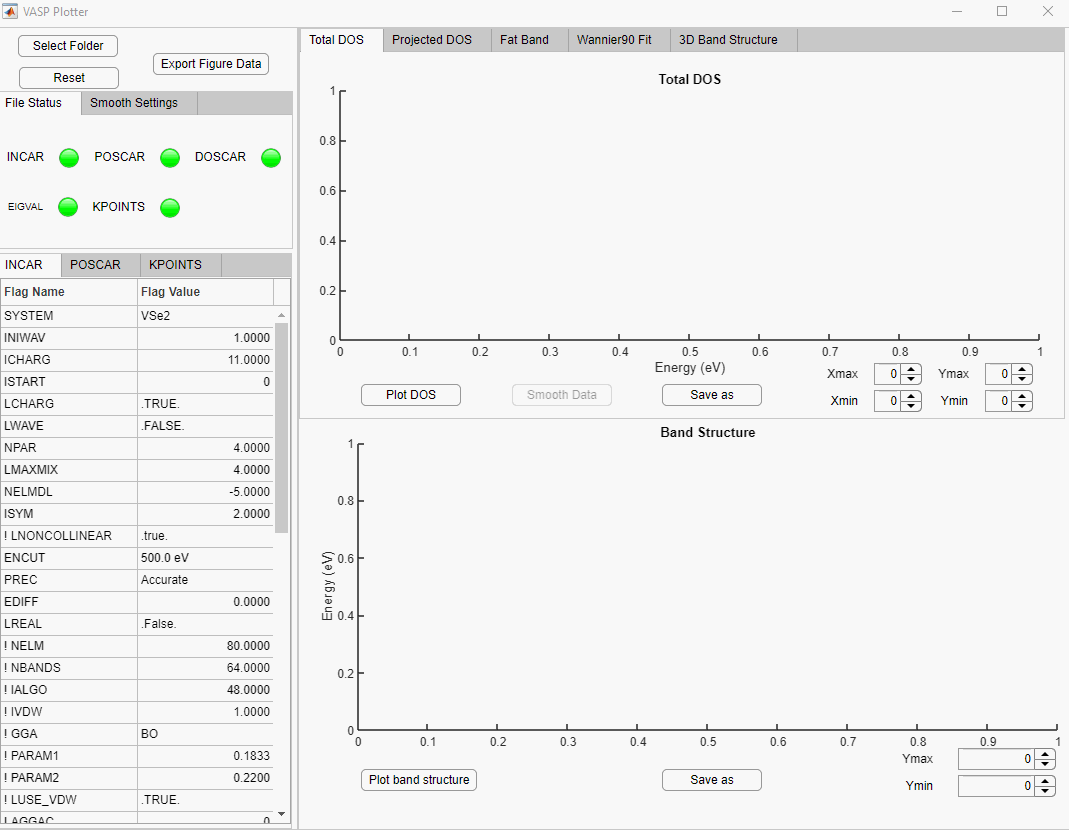 VASP Plotter
Select Folder
Export Figure Data
Reset
File Status Smooth Settings
INCAR POSCAR DOSCAR
EIGVAL KPOINTS
INCAR POSCAR KPOINTS
Flag Name Flag Value
SYSTEM VSe2
INIWAV 1.0000
ICHARG 11.0000
ISTART 0
LCHARG .TRUE.
LWAVE .FALSE.
NPAR 4.0000
LMAXMIX 4.0000
NELMDL -5.0000
ISYM 2.0000
! LNONCOLLINEAR .true.
ENCUT 500.0 eV
PREC Accurate
EDIFF 0.0000
LREAL .False.
! NELM 80.0000
! NBANDS 64.0000
! IALGO 48.0000
! IVDW 1.0000
! GGA BO
! PARAM1 0.1833
! PARAM2 0.2200
! LUSE_VDW .TRUE.
! AGGAC 0
Total DOS Projected DOS Fat Band Wannier90 Fit 3D Band Structure
Total DOS
1
0.8
0.6
0.4
0.2
0
0 0.1 0.2 0.3 0.4 0.5 0.6 0.7 0.8 0.9 1
Energy (eV)
Xmax 0 Ymax 0
Plot DOS Smooth Data Save as
Xmin 0 Ymin 0
Band Structure
Energy (eV)
1
0.8
0.6
0.4
0.2
0
0 0.1 0.2 0.3 0.4 0.5 0.6 0.7 0.8 0.9 1
Ymax 0
Plot band structure Save as
Ymin 0